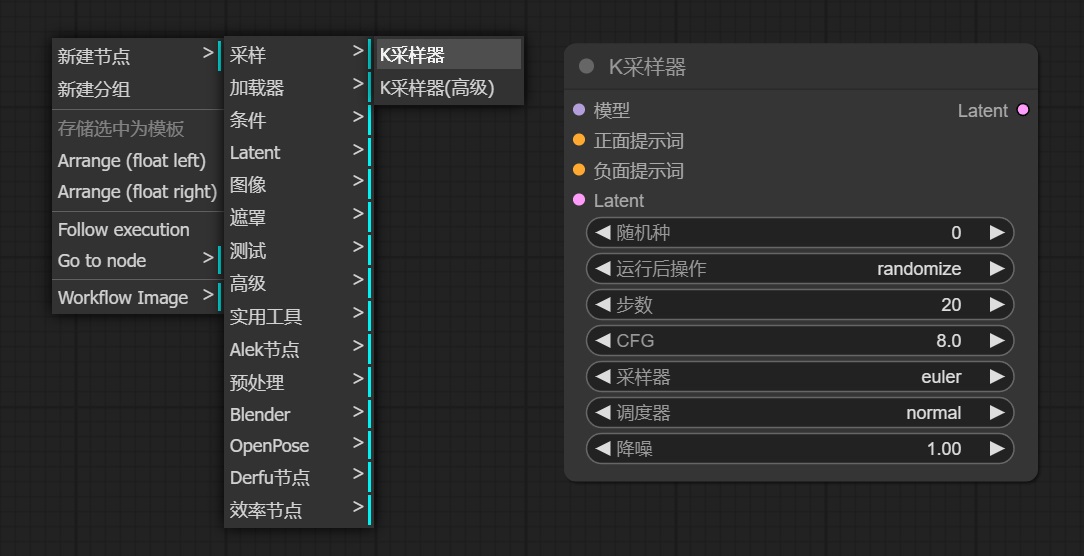 新建节点 >
新建分组
存储选中为模板
Arrange (float left)
Arrange (float right)
Follow execution
Go to node >
Workflow Image >
采样 >
加载器 >
条件 >
Latent >
图像 >
遮罩 >
测试 >
高级 >
实用工具 >
Alek节点 >
预处理 >
Blender >
OpenPose >
Derfu节点 >
效率节点 >
K采样器
K采样器(高级)
K采样器
模型 Latent
正面提示词
负面提示词
Latent
随机种 0
运行后操作 randomize
步数 20
CFG 8.0
采样器 euler
调度器 normal
降噪 1.00